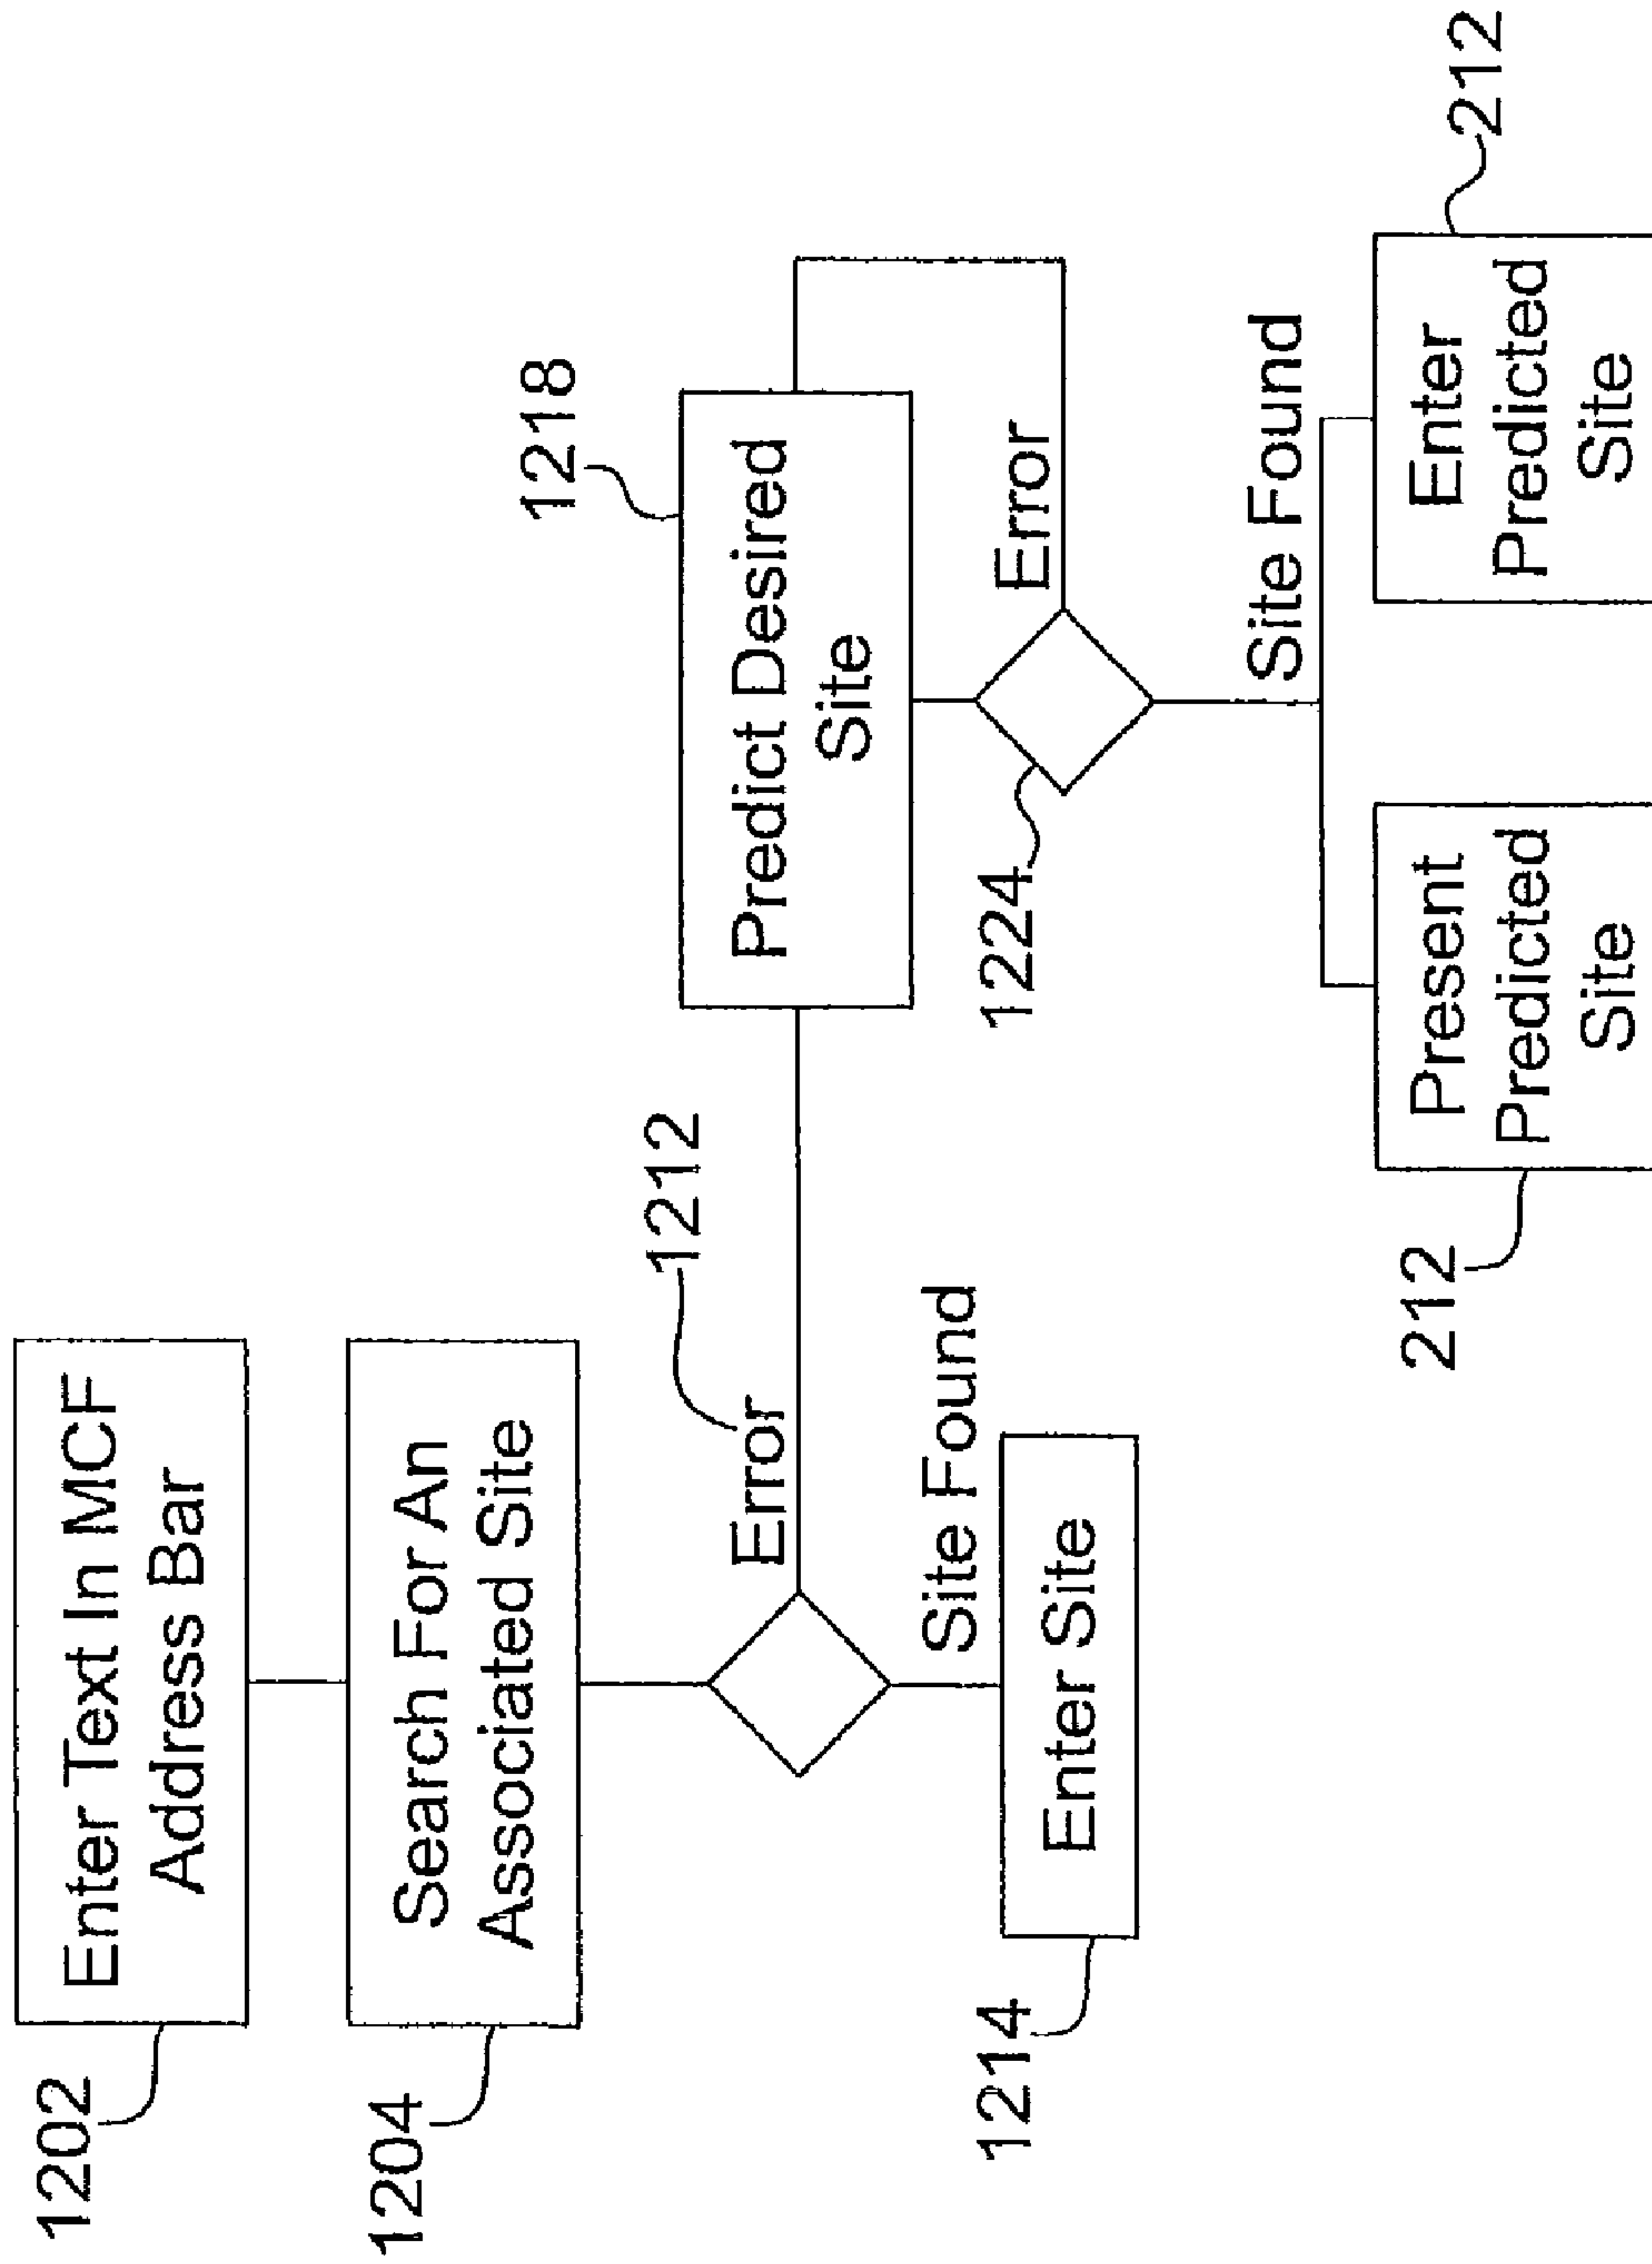 1202
Enter Text In MCF
Address Bar
1204
Search For An
Associated Site
Error
1212
Site Found
1214
Enter Site
1218
Predict Desired
Site
1224
Error
Site Found
212
Present
Predicted
Site
Enter
Predicted
Site
212